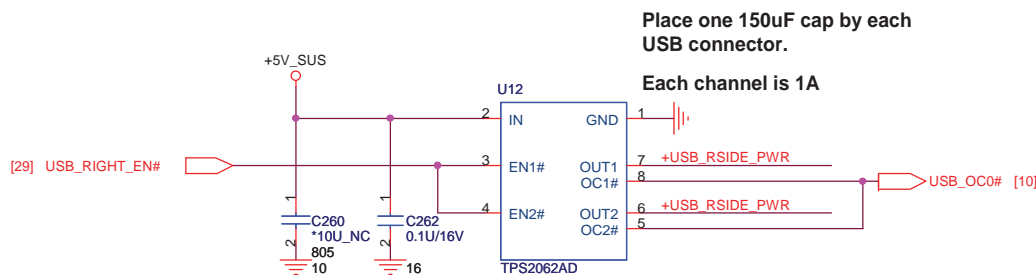 Place one 150uF cap by each
USB connector.
Each channel is 1A
+5V_SUS
U12
2 IN GND 1
[29] USB_RIGHT_EN# 3 EN1# OUT1 7 +USB_RSIDE_PWR
OC1# 8 USB_OC0# [10]
4 EN2# OUT2 6 +USB_RSIDE_PWR
OC2# 5
TPS2062AD
1 1
C260 C262
*10U_NC 0.1U/16V
2 2
805
10 16